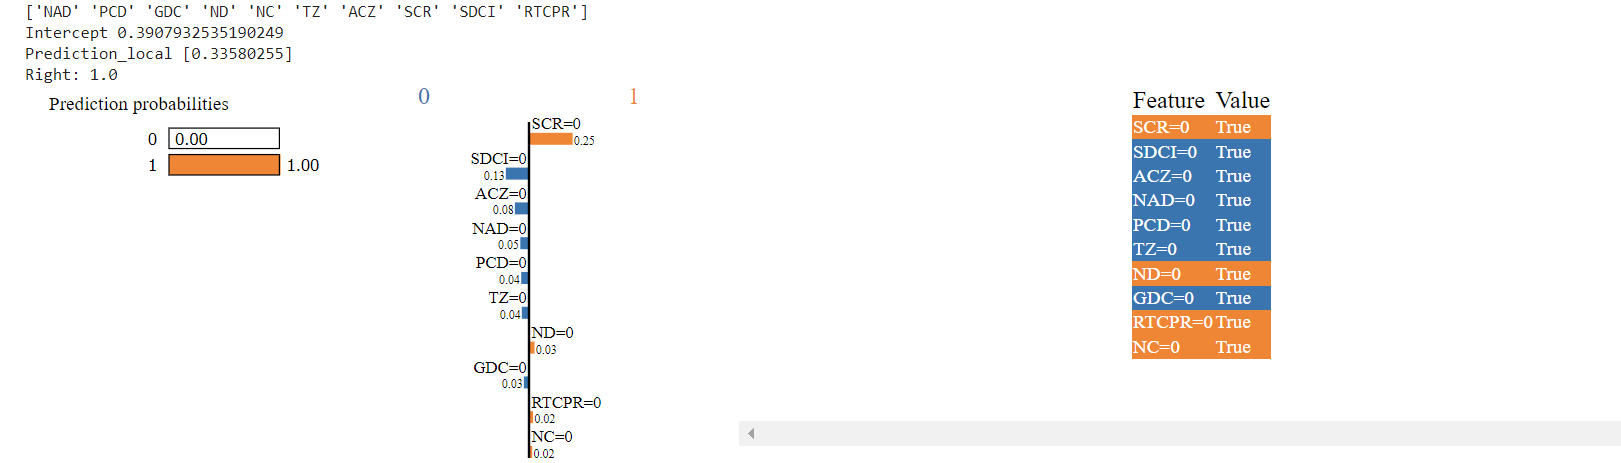 ['NAD' 'PCD' 'GDC' 'ND' 'NC' 'TZ' 'ACZ' 'SCR' 'SDCI' 'RTCPR']
Intercept 0.3907932535190249
Prediction_local [0.33580255]
Right: 1.0
Prediction probabilities
0 0.00
1 1.00
0 1
SCR=0
0.25
SDCI=0
0.13
ACZ=0
0.08
NAD=0
0.05
PCD=0
0.04
TZ=0
0.04
ND=0
0.03
GDC=0
0.03
RTCPR=0
0.02
NC=0
0.02
Feature Value
SCR=0 True
SDCI=0 True
ACZ=0 True
NAD=0 True
PCD=0 True
TZ=0 True
ND=0 True
GDC=0 True
RTCPR=0 True
NC=0 True